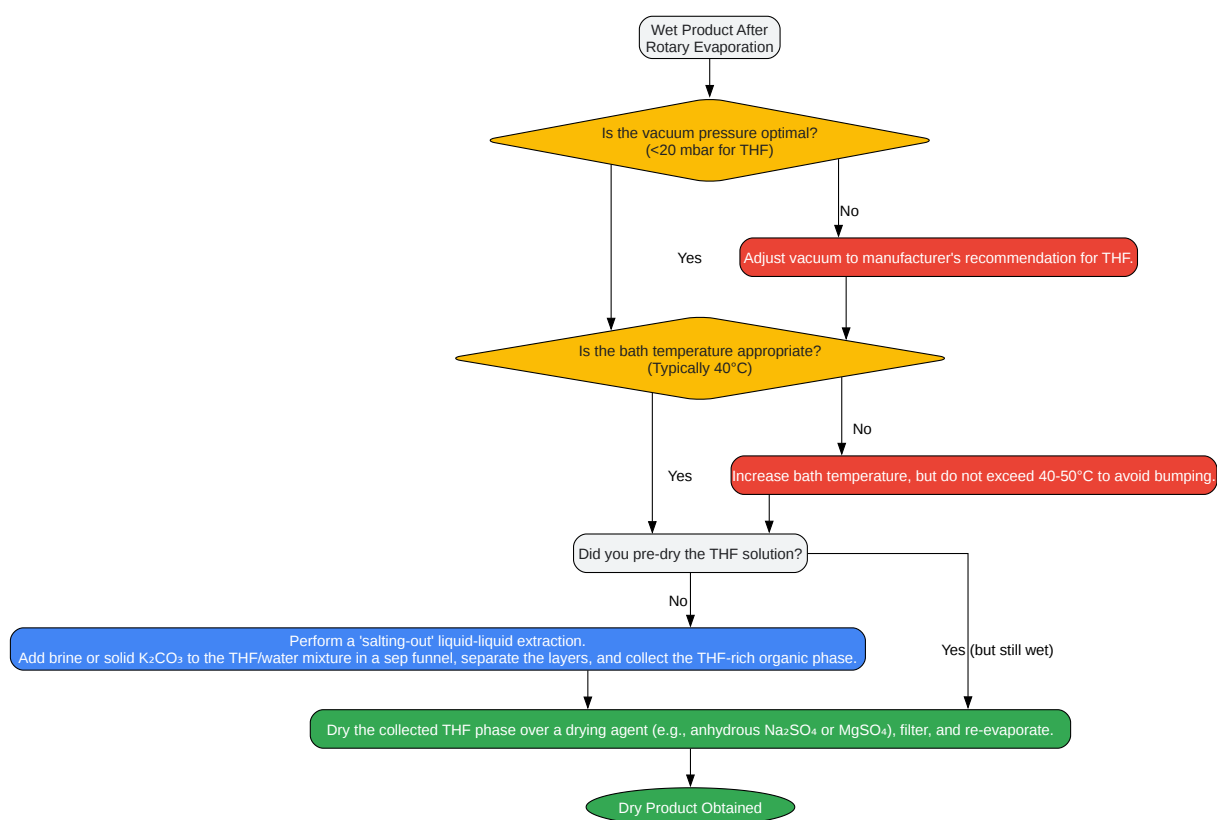 Wet Product After
Rotary Evaporation
Is the vacuum pressure optimal?
(<20 mbar for THF)
No
Yes
Adjust vacuum to manufacturer's recommendation for THF.
Is the bath temperature appropriate?
(Typically 40°C)
No
Yes
Increase bath temperature, but do not exceed 40-50°C to avoid bumping.
Did you pre-dry the THF solution?
No
Perform a 'salting-out' liquid-liquid extraction.
Add brine or solid K₂CO₃ to the THF/water mixture in a sep funnel, separate the layers, and collect the THF-rich organic phase.
Yes (but still wet)
Dry the collected THF phase over a drying agent (e.g., anhydrous Na₂SO₄ or MgSO₄), filter, and re-evaporate.
Dry Product Obtained